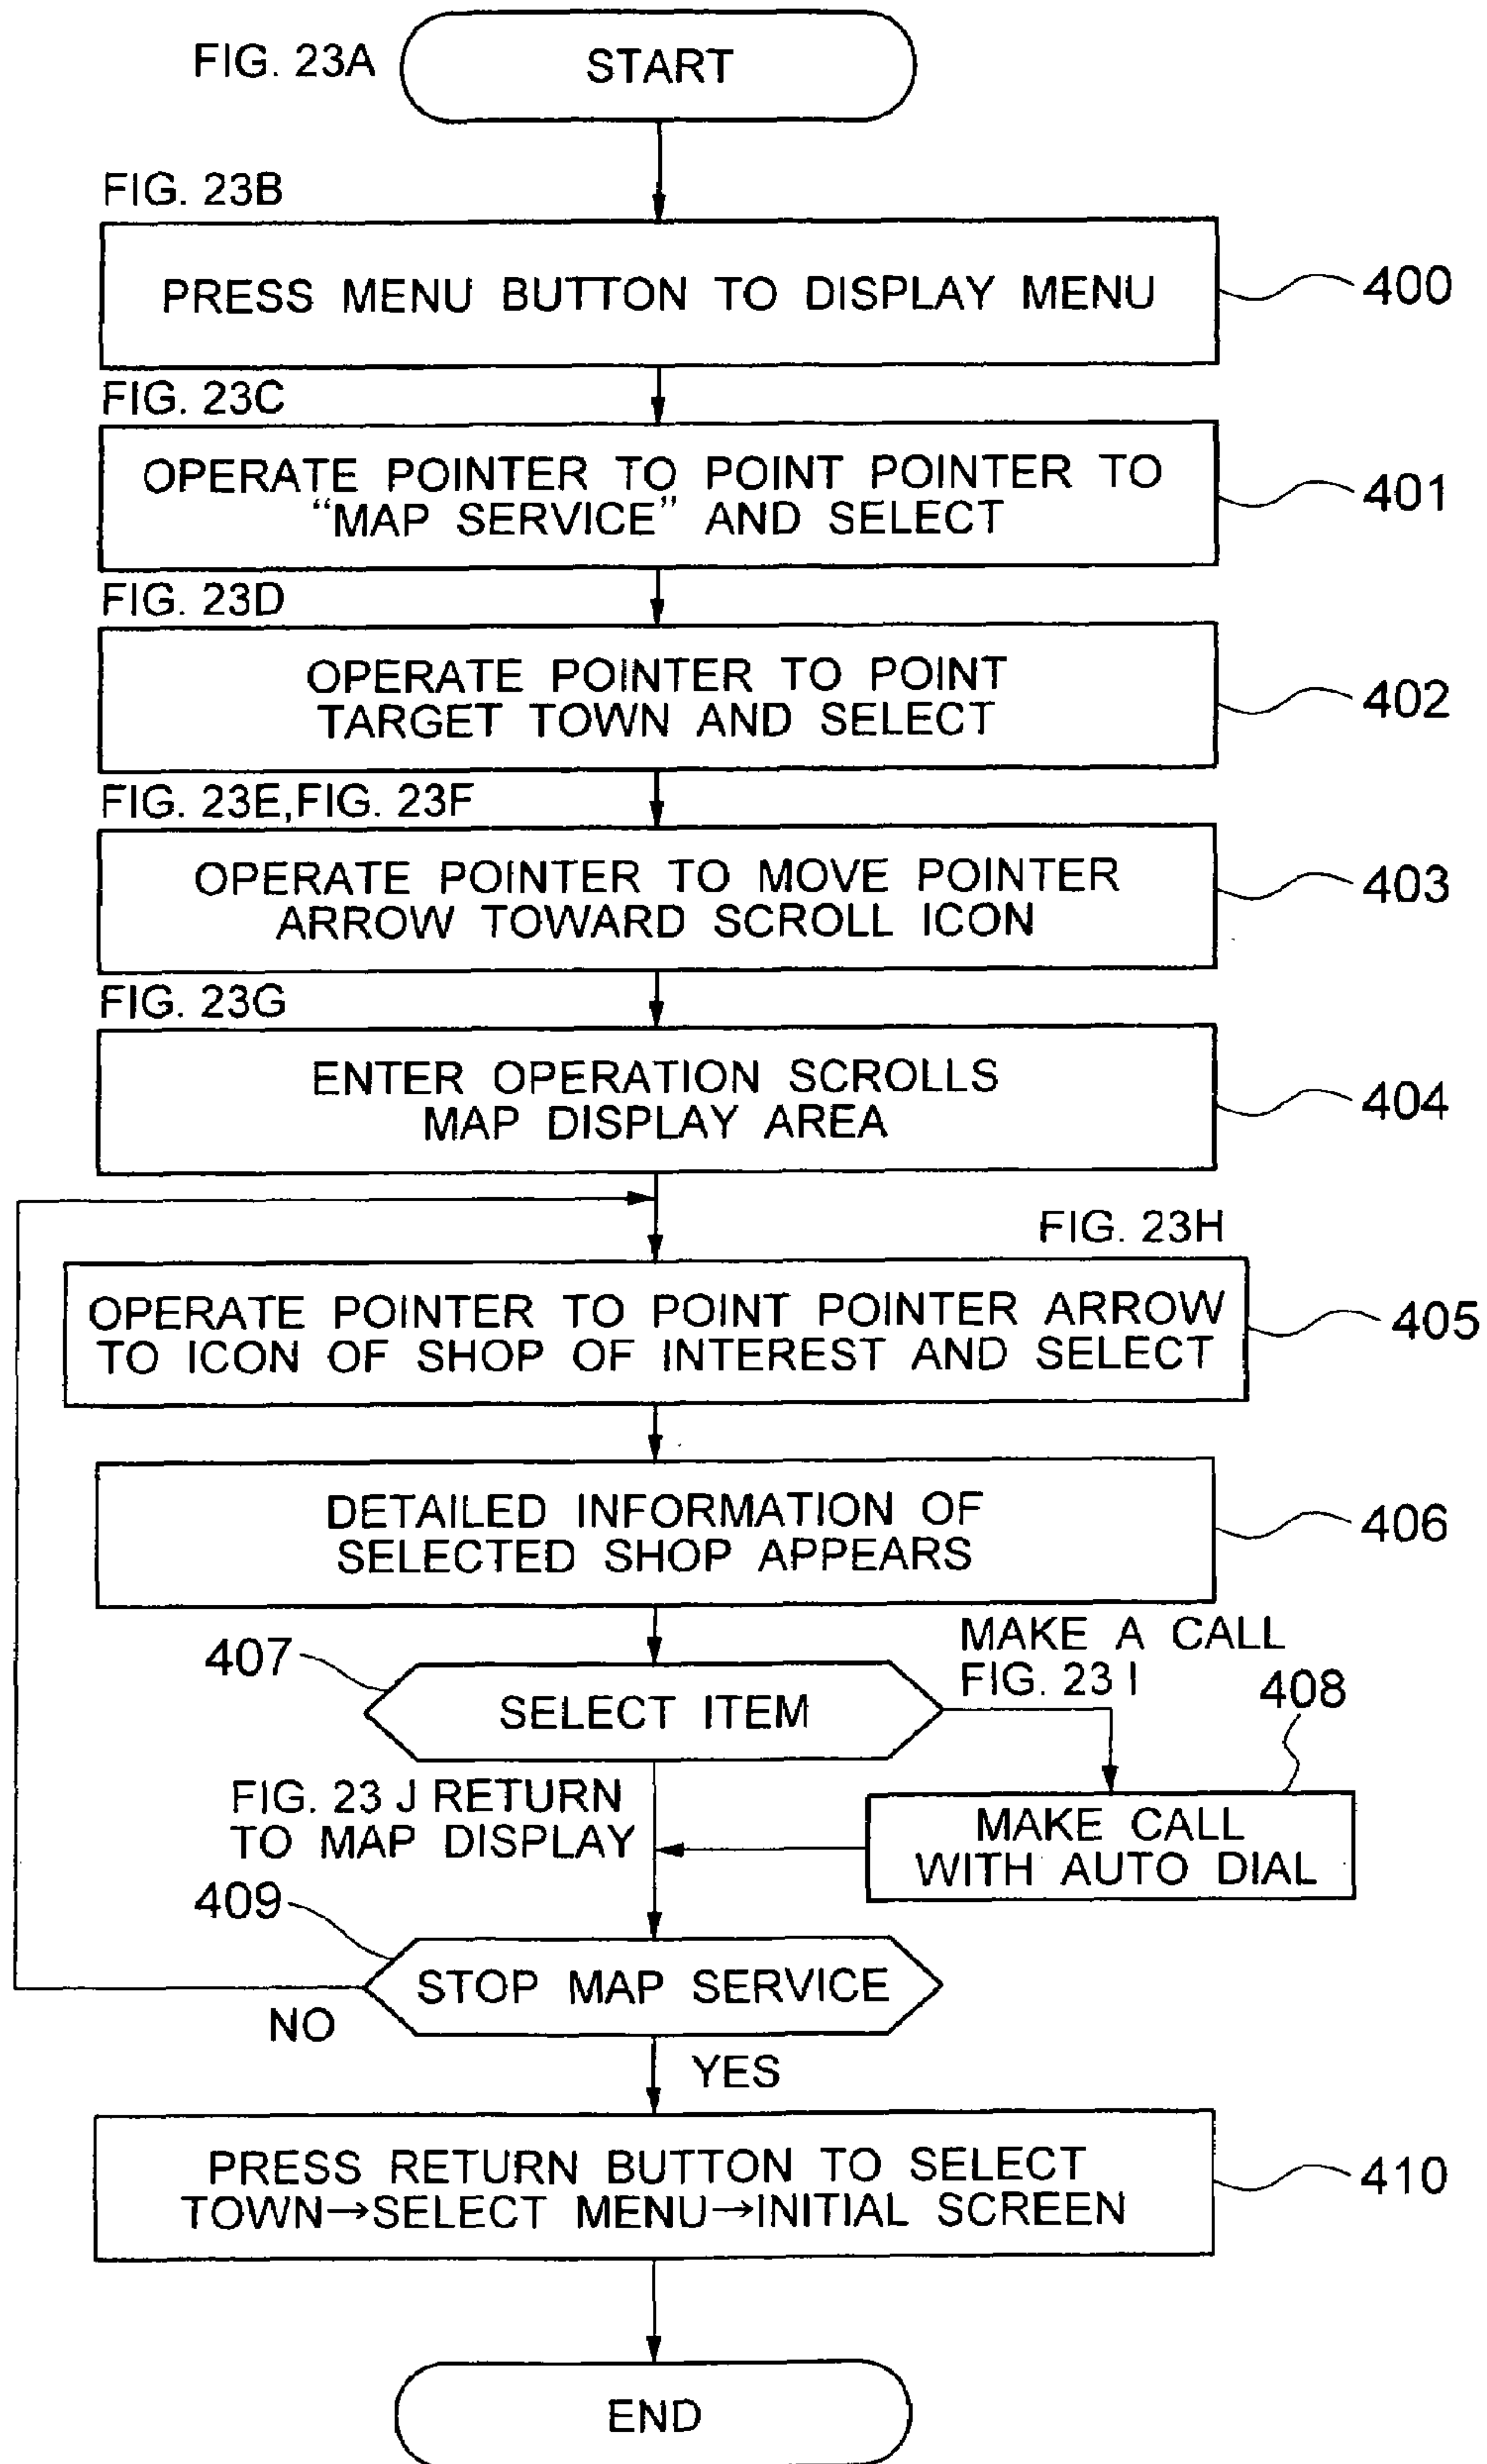 FIG. 23A
START
FIG. 23B
PRESS MENU BUTTON TO DISPLAY MENU
400
FIG. 23C
OPERATE POINTER TO POINT POINTER TO
“MAP SERVICE” AND SELECT
401
FIG. 23D
OPERATE POINTER TO POINT
TARGET TOWN AND SELECT
402
FIG. 23E,FIG. 23F
OPERATE POINTER TO MOVE POINTER
ARROW TOWARD SCROLL ICON
403
FIG. 23G
ENTER OPERATION SCROLLS
MAP DISPLAY AREA
404
FIG. 23H
OPERATE POINTER TO POINT POINTER ARROW
TO ICON OF SHOP OF INTEREST AND SELECT
405
DETAILED INFORMATION OF
SELECTED SHOP APPEARS
406
407
SELECT ITEM
MAKE A CALL
FIG. 23 I
408
MAKE CALL
WITH AUTO DIAL
FIG. 23 J RETURN
TO MAP DISPLAY
409
STOP MAP SERVICE
NO
YES
PRESS RETURN BUTTON TO SELECT
TOWN→SELECT MENU→INITIAL SCREEN
410
END